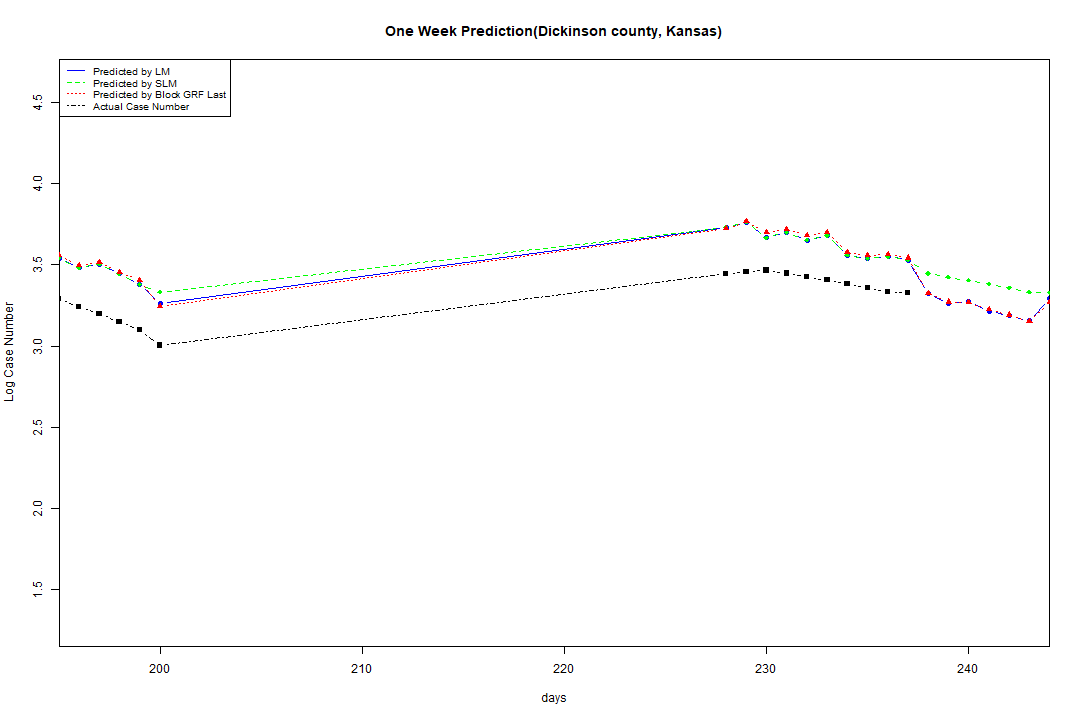 One Week Prediction(Dickinson county, Kansas)
Predicted by LM
Predicted by SLM
Predicted by Block GRF Last
Actual Case Number
4.5
4.0
3.5
3.0
2.5
2.0
1.5
Log Case Number
200 210 220 230 240
days